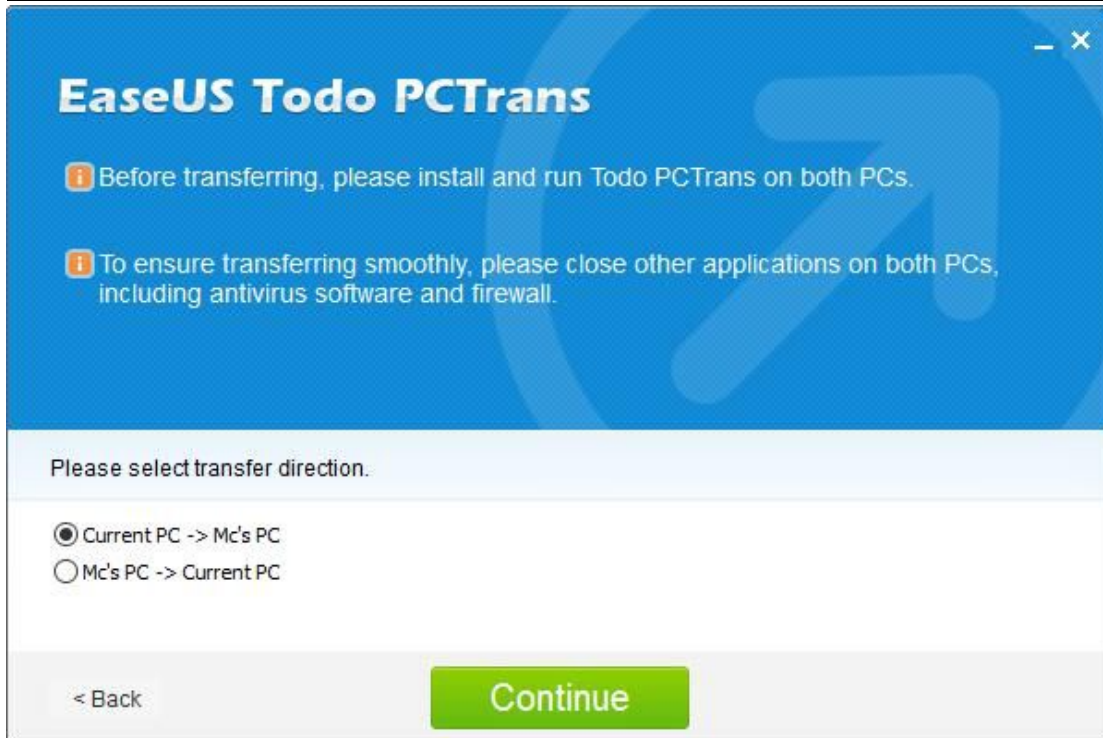 EaseUS Todo PCTrans
Before transferring, please install and run Todo PCTrans on both PCs.
To ensure transferring smoothly, please close other applications on both PCs,
including antivirus software and firewall.
Please select transfer direction.
Current PC -> Mc's PC
Mc's PC -> Current PC
< Back
Continue